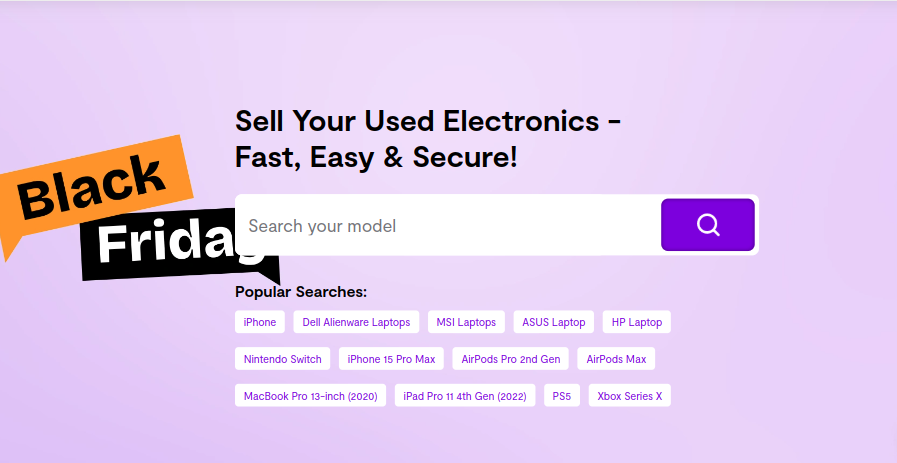 Sell Your Used Electronics -
Fast, Easy & Secure!
Black
Friday
Search your model
Popular Searches:
iPhone
Dell Alienware Laptops
MSI Laptops
ASUS Laptop
HP Laptop
Nintendo Switch
iPhone 15 Pro Max
AirPods Pro 2nd Gen
AirPods Max
MacBook Pro 13-inch (2020)
iPad Pro 11 4th Gen (2022)
PS5
Xbox Series X